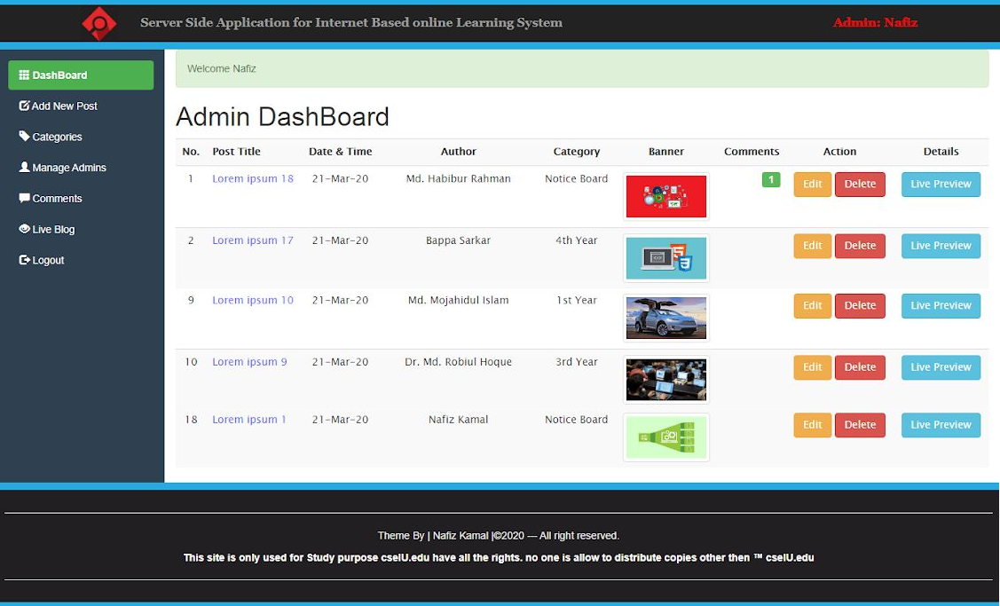 Server Side Application for Internet Based online Learning System
Admin: Nafiz
DashBoard
Add New Post
Categories
Manage Admins
Comments
Live Blog
Logout
Welcome Nafiz
Admin DashBoard
No. Post Title Date & Time Author Category Banner Comments Action Details
1 Lorem ipsum 18 21-Mar-20 Md. Habibur Rahman Notice Board 1 Edit Delete Live Preview
2 Lorem ipsum 17 21-Mar-20 Bappa Sarkar 4th Year Edit Delete Live Preview
9 Lorem ipsum 10 21-Mar-20 Md. Mojahidul Islam 1st Year Edit Delete Live Preview
10 Lorem ipsum 9 21-Mar-20 Dr. Md. Robiul Hoque 3rd Year Edit Delete Live Preview
18 Lorem ipsum 1 21-Mar-20 Nafiz Kamal Notice Board Edit Delete Live Preview
Theme By | Nafiz Kamal |©2020 — All right reserved.
This site is only used for Study purpose cseIU.edu have all the rights. no one is allow to distribute copies other then ™ cseIU.edu